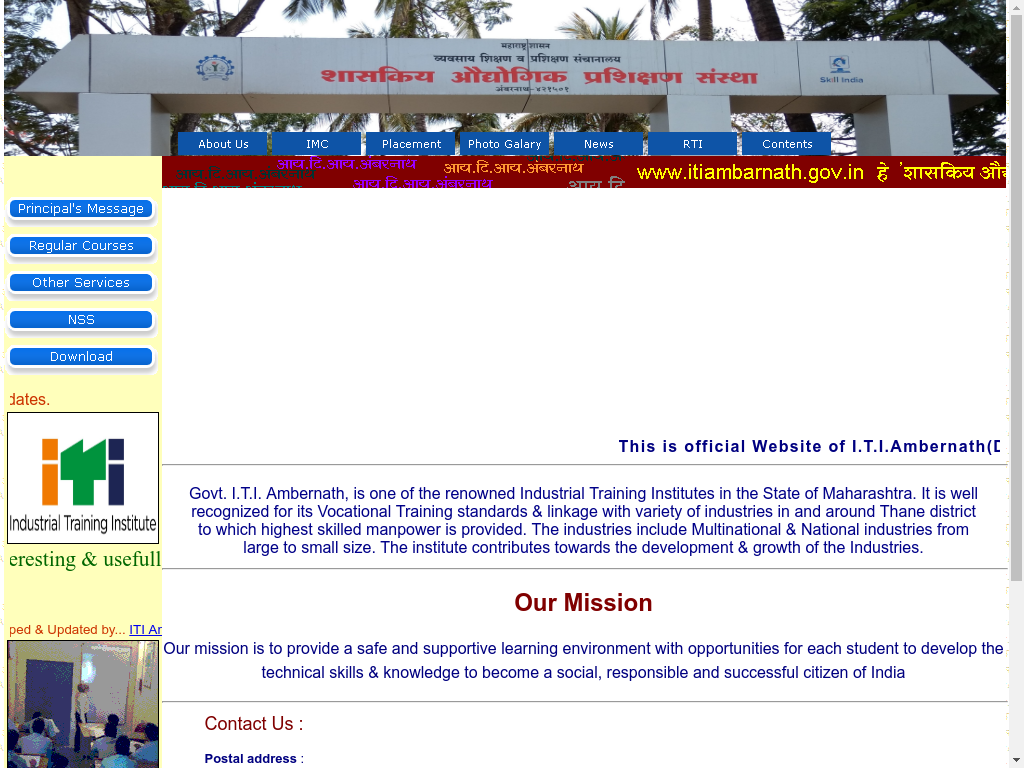 महाराष्ट्र शासन
व्यवसाय शिक्षण व प्रशिक्षण संचानालय
शासकिय औद्योगिक प्रशिक्षण संस्था
अंबरनाथ-४२१५०१
Skill India
About Us
IMC
Placement
Photo Galary
News
RTI
Contents
आय.टि.आय.अंबरनाथ
आय.टि.आय.अंबरनाथ
आय.टि.आय.अंबरनाथ
आय.टि.आय.अंबरनाथ
आय.टि
www.itiambarnath.gov.in हे 'शासकिय
Principal's Message
Regular Courses
Other Services
NSS
Download
dates.
Industrial Training Institute
eresting & usefull
ped & Updated by... ITI
This is official Website of I.T.I.Ambernath(
Govt. I.T.I. Ambernath, is one of the renowned Industrial Training Institutes in the State of Maharashtra. It is well
recognized for its Vocational Training standards & linkage with variety of industries in and around Thane district
to which highest skilled manpower is provided. The industries include Multinational & National industries from
large to small size. The institute contributes towards the development & growth of the Industries.
Our Mission
Our mission is to provide a safe and supportive learning environment with opportunities for each student to develop the
technical skills & knowledge to become a social, responsible and successful citizen of India
Contact Us :
Postal address :